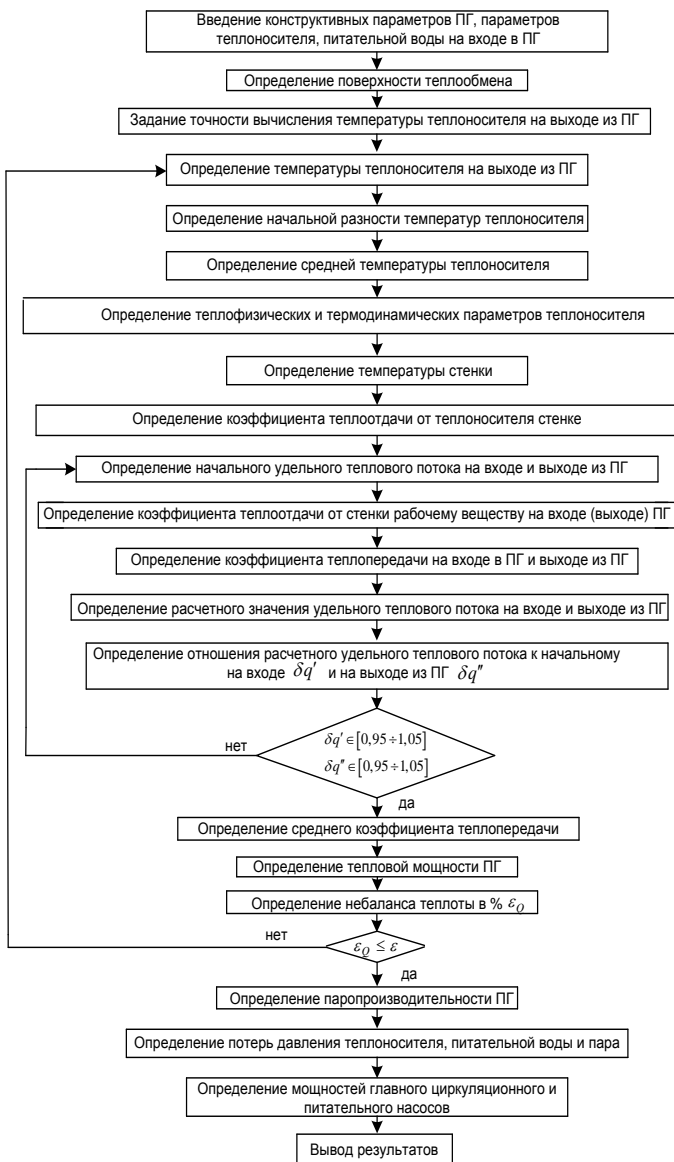 Введение конструктивных параметров ПГ, параметров
теплоносителя, питательной воды на входе в ПГ
Определение поверхности теплообмена
Задание точности вычисления температуры теплоносителя на выходе из ПГ
Определение температуры теплоносителя на выходе из ПГ
Определение начальной разности температур теплоносителя
Определение средней температуры теплоносителя
Определение теплофизических и термодинамических параметров теплоносителя
Определение температуры стенки
Определение коэффициента теплоотдачи от теплоносителя стенке
Определение начального удельного теплового потока на входе и выходе из ПГ
Определение коэффициента теплоотдачи от стенки рабочему веществу на входе (выходе) ПГ
Определение коэффициента теплопередачи на входе в ПГ и выходе из ПГ
Определение расчетного значения удельного теплового потока на входе и выходе из ПГ
Определение отношения расчетного удельного теплового потока к начальному
на входе δq′ и на выходе из ПГ δq″
нет
δq′∈[0,95÷1,05]
δq″∈[0,95÷1,05]
да
Определение среднего коэффициента теплопередачи
Определение тепловой мощности ПГ
Определение небаланса теплоты в % ε_Q
нет
ε_Q ≤ ε
да
Определение паропроизводительности ПГ
Определение потерь давления теплоносителя, питательной воды и пара
Определение мощностей главного циркуляционного и
питательного насосов
Вывод результатов